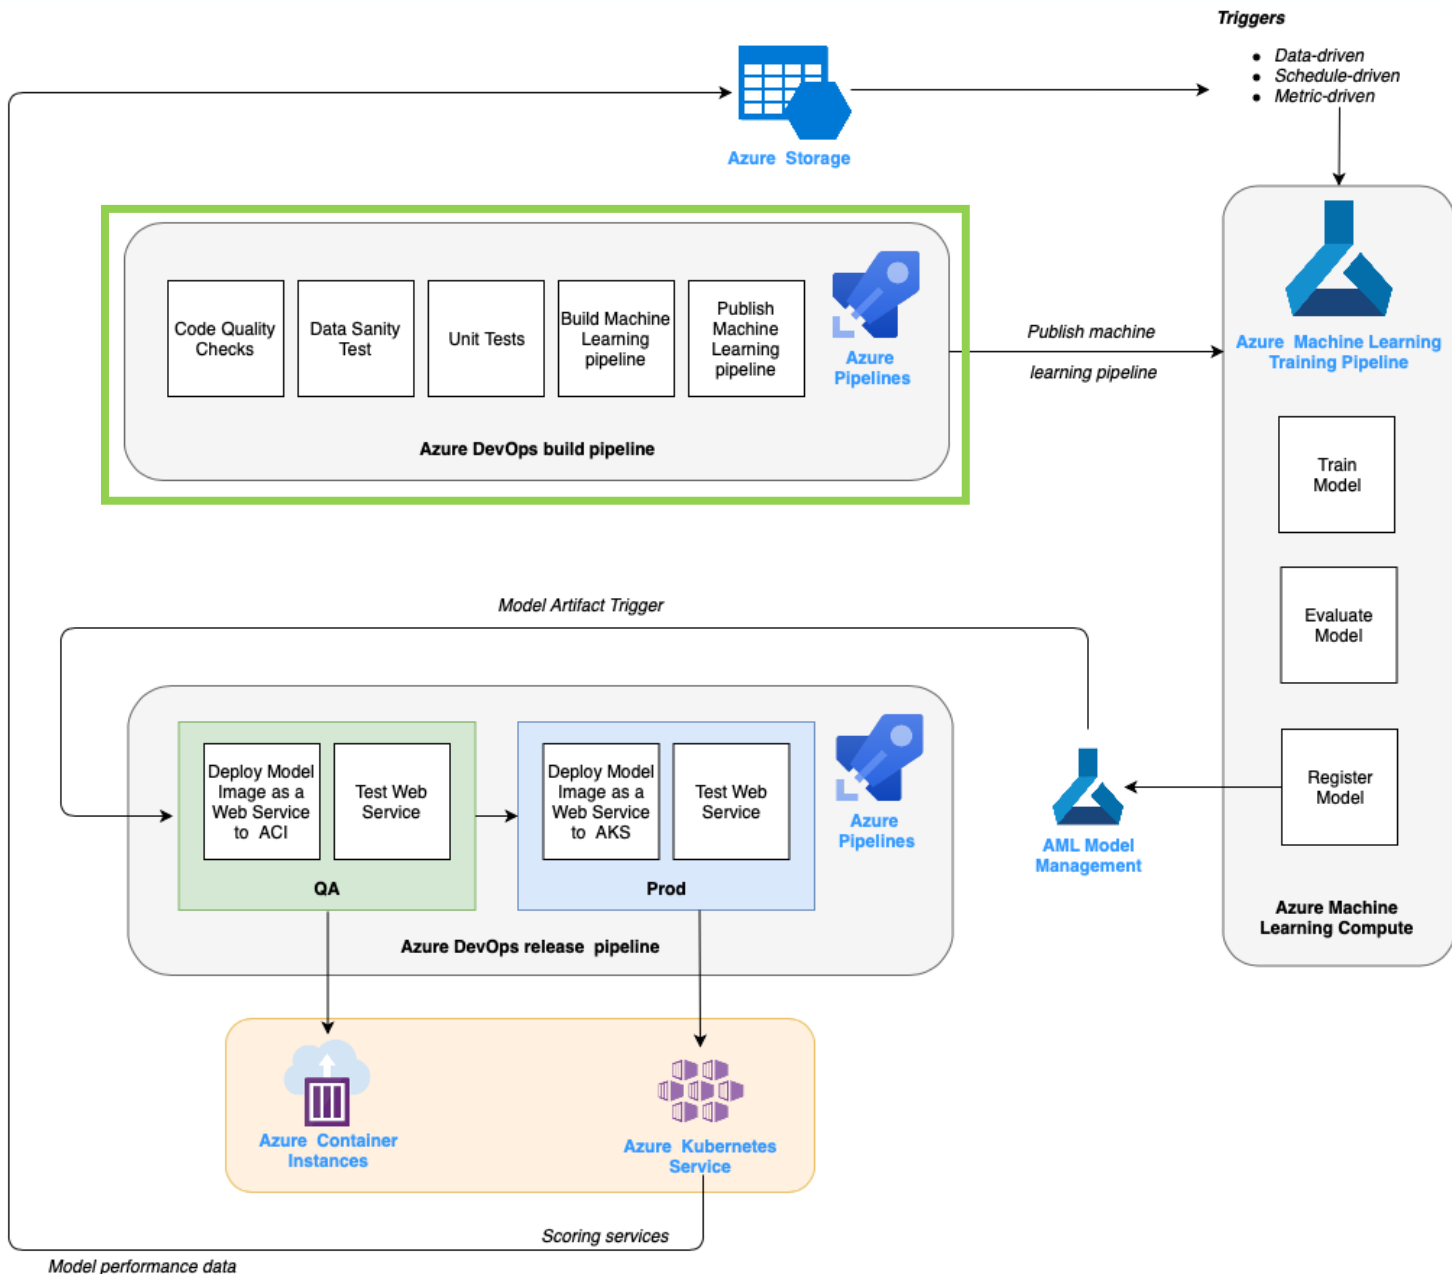 Triggers
Data-driven
Schedule-driven
Metric-driven
Azure Storage
Code Quality
Checks
Data Sanity
Test
Unit Tests
Build Machine
Learning
pipeline
Publish
Machine
Learning
pipeline
Azure
Pipelines
Azure DevOps build pipeline
Publish machine
learning pipeline
Azure Machine Learning
Training Pipeline
Train
Model
Evaluate
Model
Register
Model
Azure Machine
Learning Compute
Model Artifact Trigger
AML Model
Management
Deploy Model
Image as a
Web Service
to ACI
Test Web
Service
QA
Deploy Model
Image as a
Web Service
to AKS
Test Web
Service
Prod
Azure
Pipelines
Azure DevOps release pipeline
Azure Container
Instances
Azure Kubernetes
Service
Scoring services
Model performance data